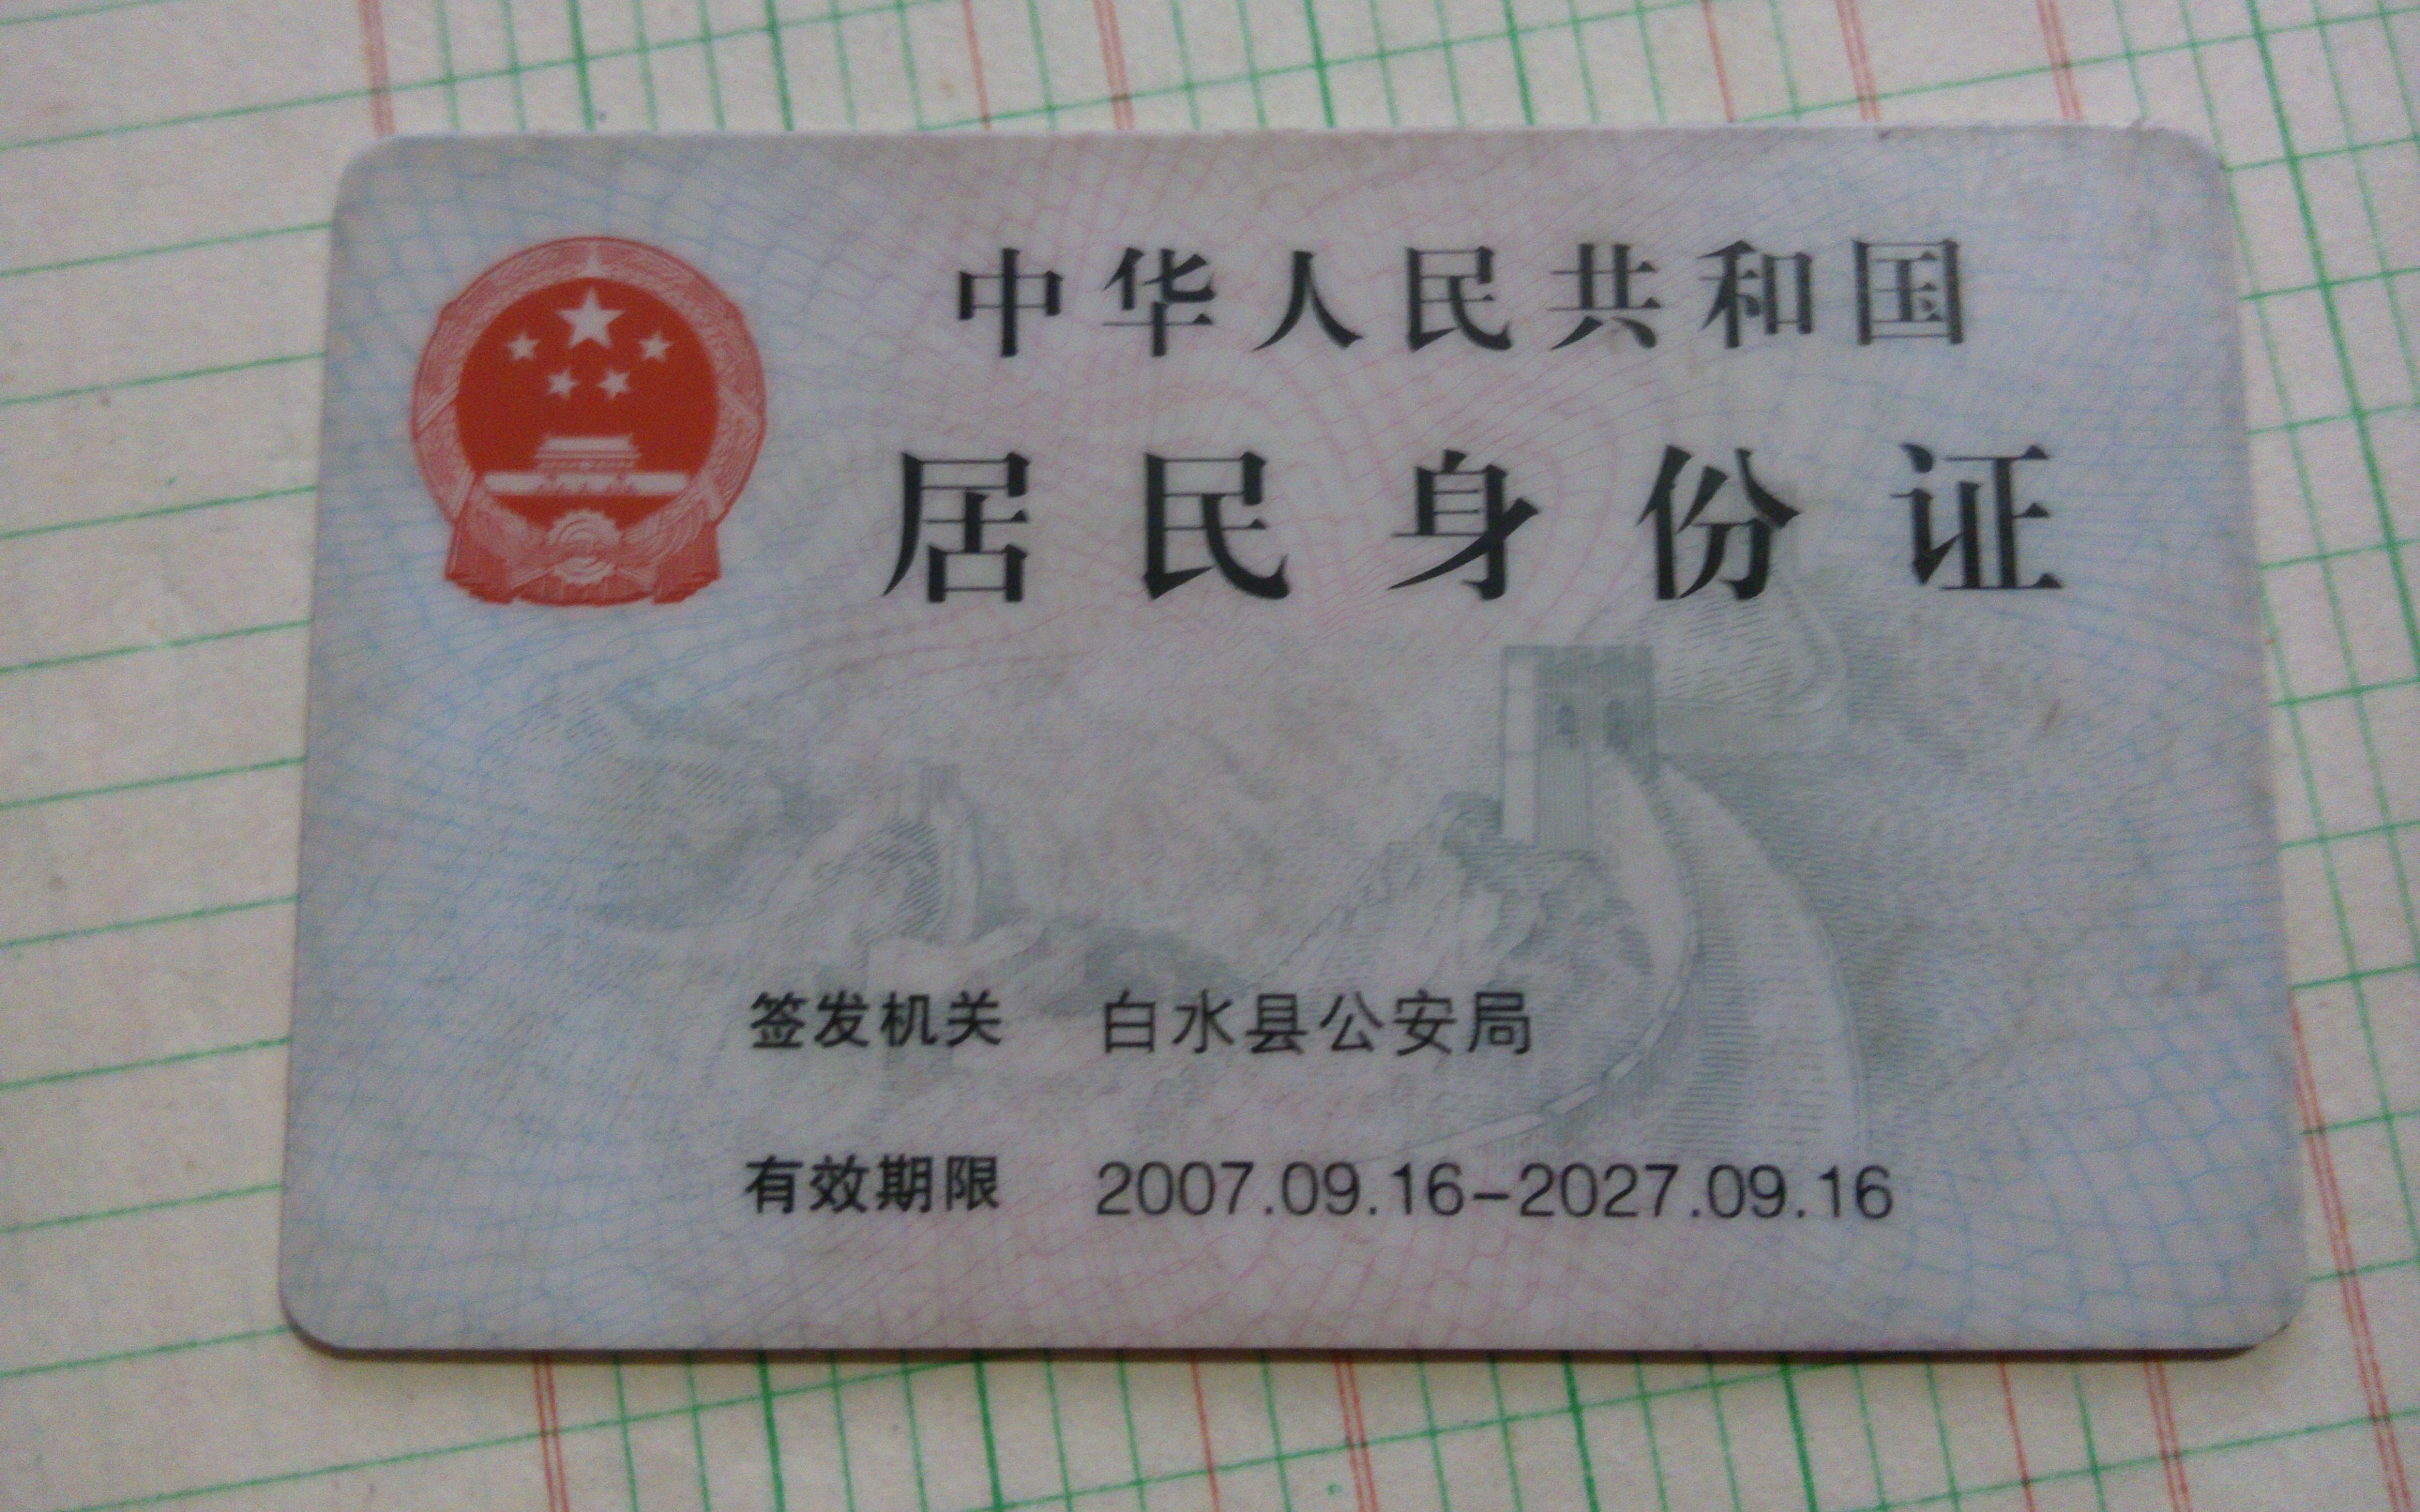 中华人民共和国
居民身份证
签发机关 白水县公安局
有效期限 2007.09.16-2027.09.16